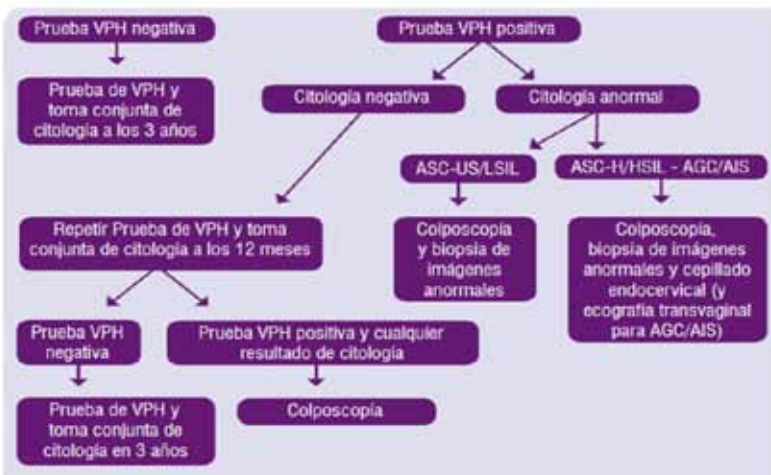 Prueba VPH negativa
Prueba VPH positiva
Prueba de VPH y
toma conjunta de
citología a los 3 años
Citología negativa
Citología anormal
ASC-US/LSIL
ASC-H/HSIL - AGC/AIS
Repetir Prueba de VPH y toma
conjunta de citología a los 12 meses
Colposcopía
y biopsia de
imágenes
anormales
Colposcopía,
biopsia de imágenes
anormales y cepillado
endocervical (y
ecografía transvaginal
para AGC/AIS)
Prueba VPH
negativa
Prueba VPH positiva y cualquier
resultado de citología
Prueba de VPH y
toma conjunta de
citología en 3 años
Colposcopía